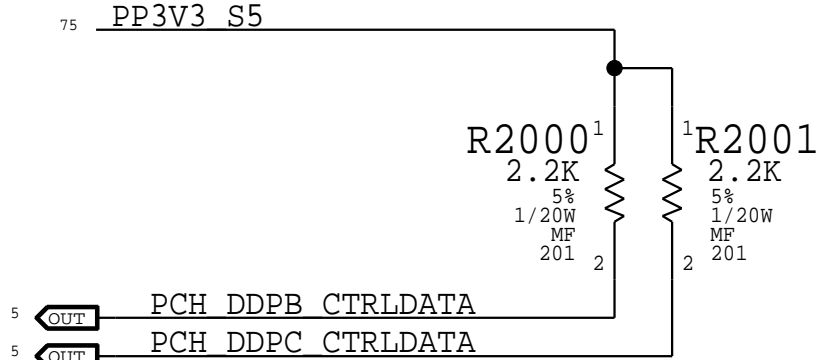 75 PP3V3_S5
R2000 1
2.2K
5%
1/20W
MF
201 2
1 R2001
2.2K
5%
1/20W
MF
2 201
5 OUT PCH_DDPB_CTRLDATA
5 OUT PCH_DDPC_CTRLDATA